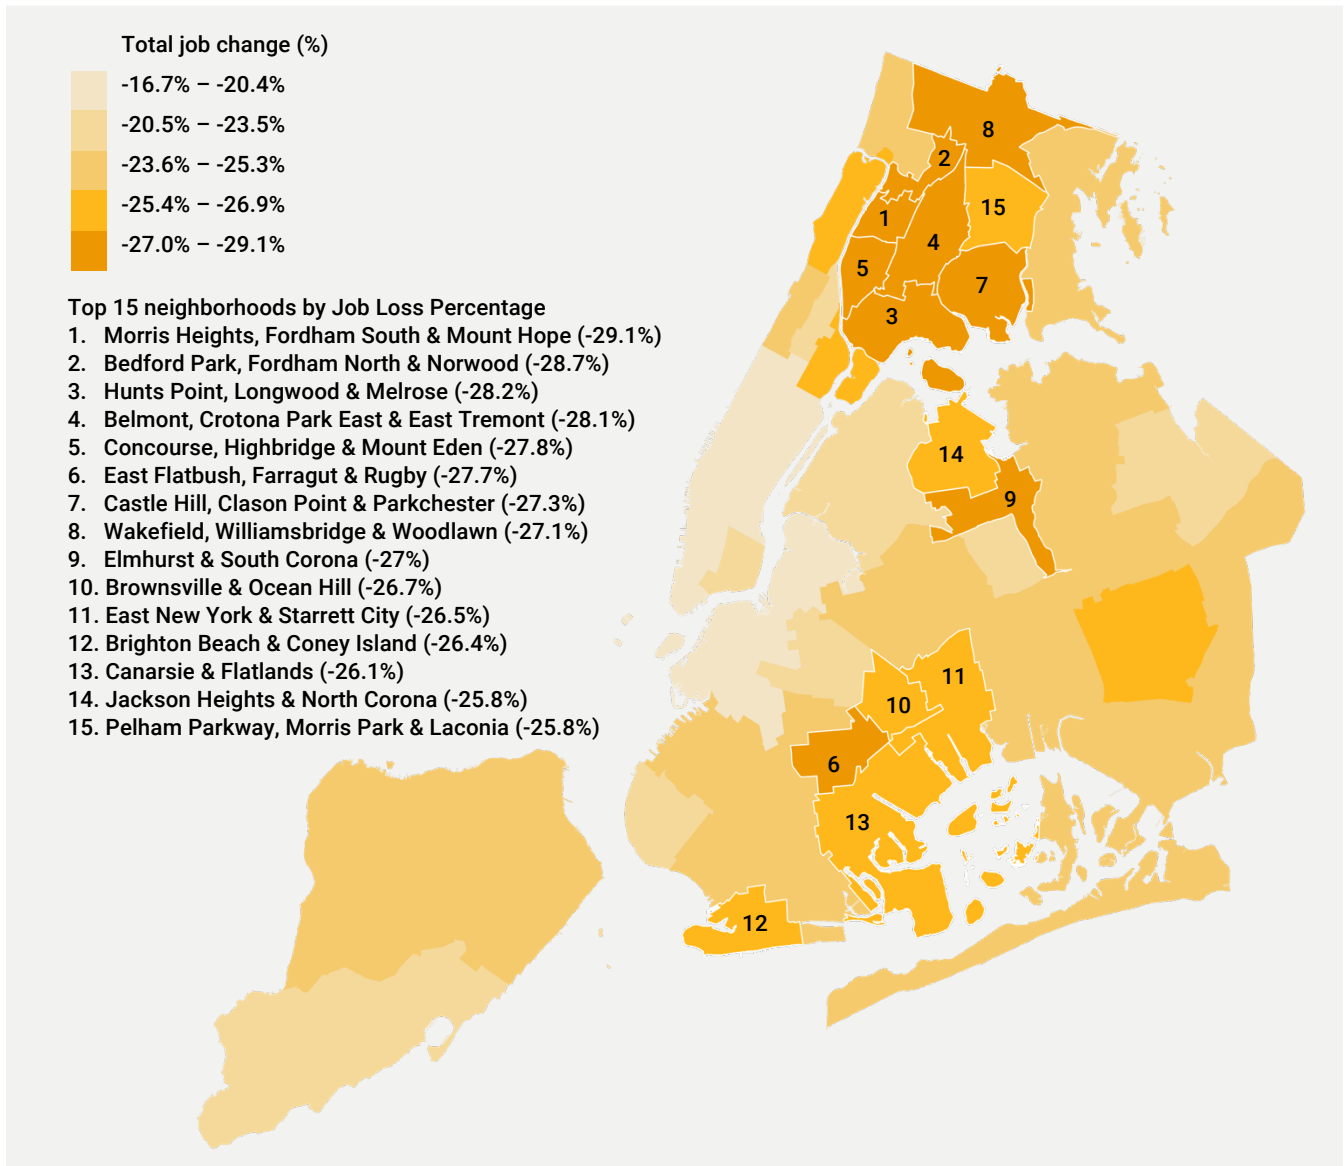 Total job change (%)
-16.7% – -20.4%
-20.5% – -23.5%
-23.6% – -25.3%
-25.4% – -26.9%
-27.0% – -29.1%
Top 15 neighborhoods by Job Loss Percentage
1. Morris Heights, Fordham South & Mount Hope (-29.1%)
2. Bedford Park, Fordham North & Norwood (-28.7%)
3. Hunts Point, Longwood & Melrose (-28.2%)
4. Belmont, Crotona Park East & East Tremont (-28.1%)
5. Concourse, Highbridge & Mount Eden (-27.8%)
6. East Flatbush, Farragut & Rugby (-27.7%)
7. Castle Hill, Clason Point & Parkchester (-27.3%)
8. Wakefield, Williamsbridge & Woodlawn (-27.1%)
9. Elmhurst & South Corona (-27%)
10. Brownsville & Ocean Hill (-26.7%)
11. East New York & Starrett City (-26.5%)
12. Brighton Beach & Coney Island (-26.4%)
13. Canarsie & Flatlands (-26.1%)
14. Jackson Heights & North Corona (-25.8%)
15. Pelham Parkway, Morris Park & Laconia (-25.8%)
8
2
15
1
4
5
7
3
14
9
11
10
6
13
12